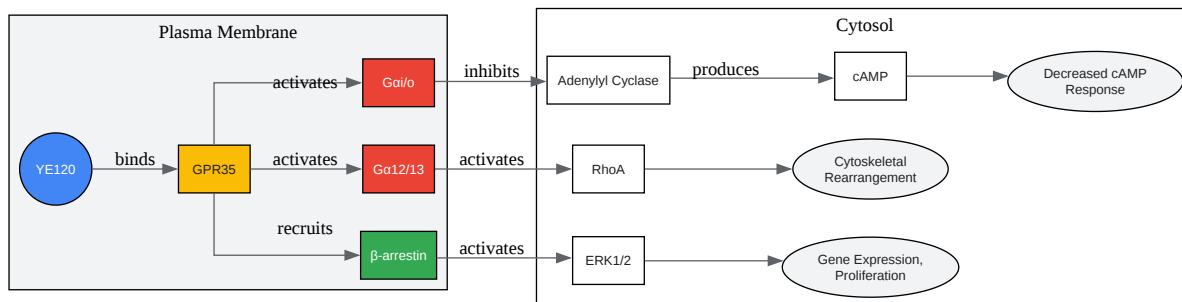 Plasma Membrane
Cytosol
activates
Gαi/o
inhibits
Adenylyl Cyclase
produces
cAMP
Decreased cAMP
Response
YE120
binds
GPR35
activates
Gα12/13
activates
RhoA
Cytoskeletal
Rearrangement
recruits
β-arrestin
activates
ERK1/2
Gene Expression,
Proliferation